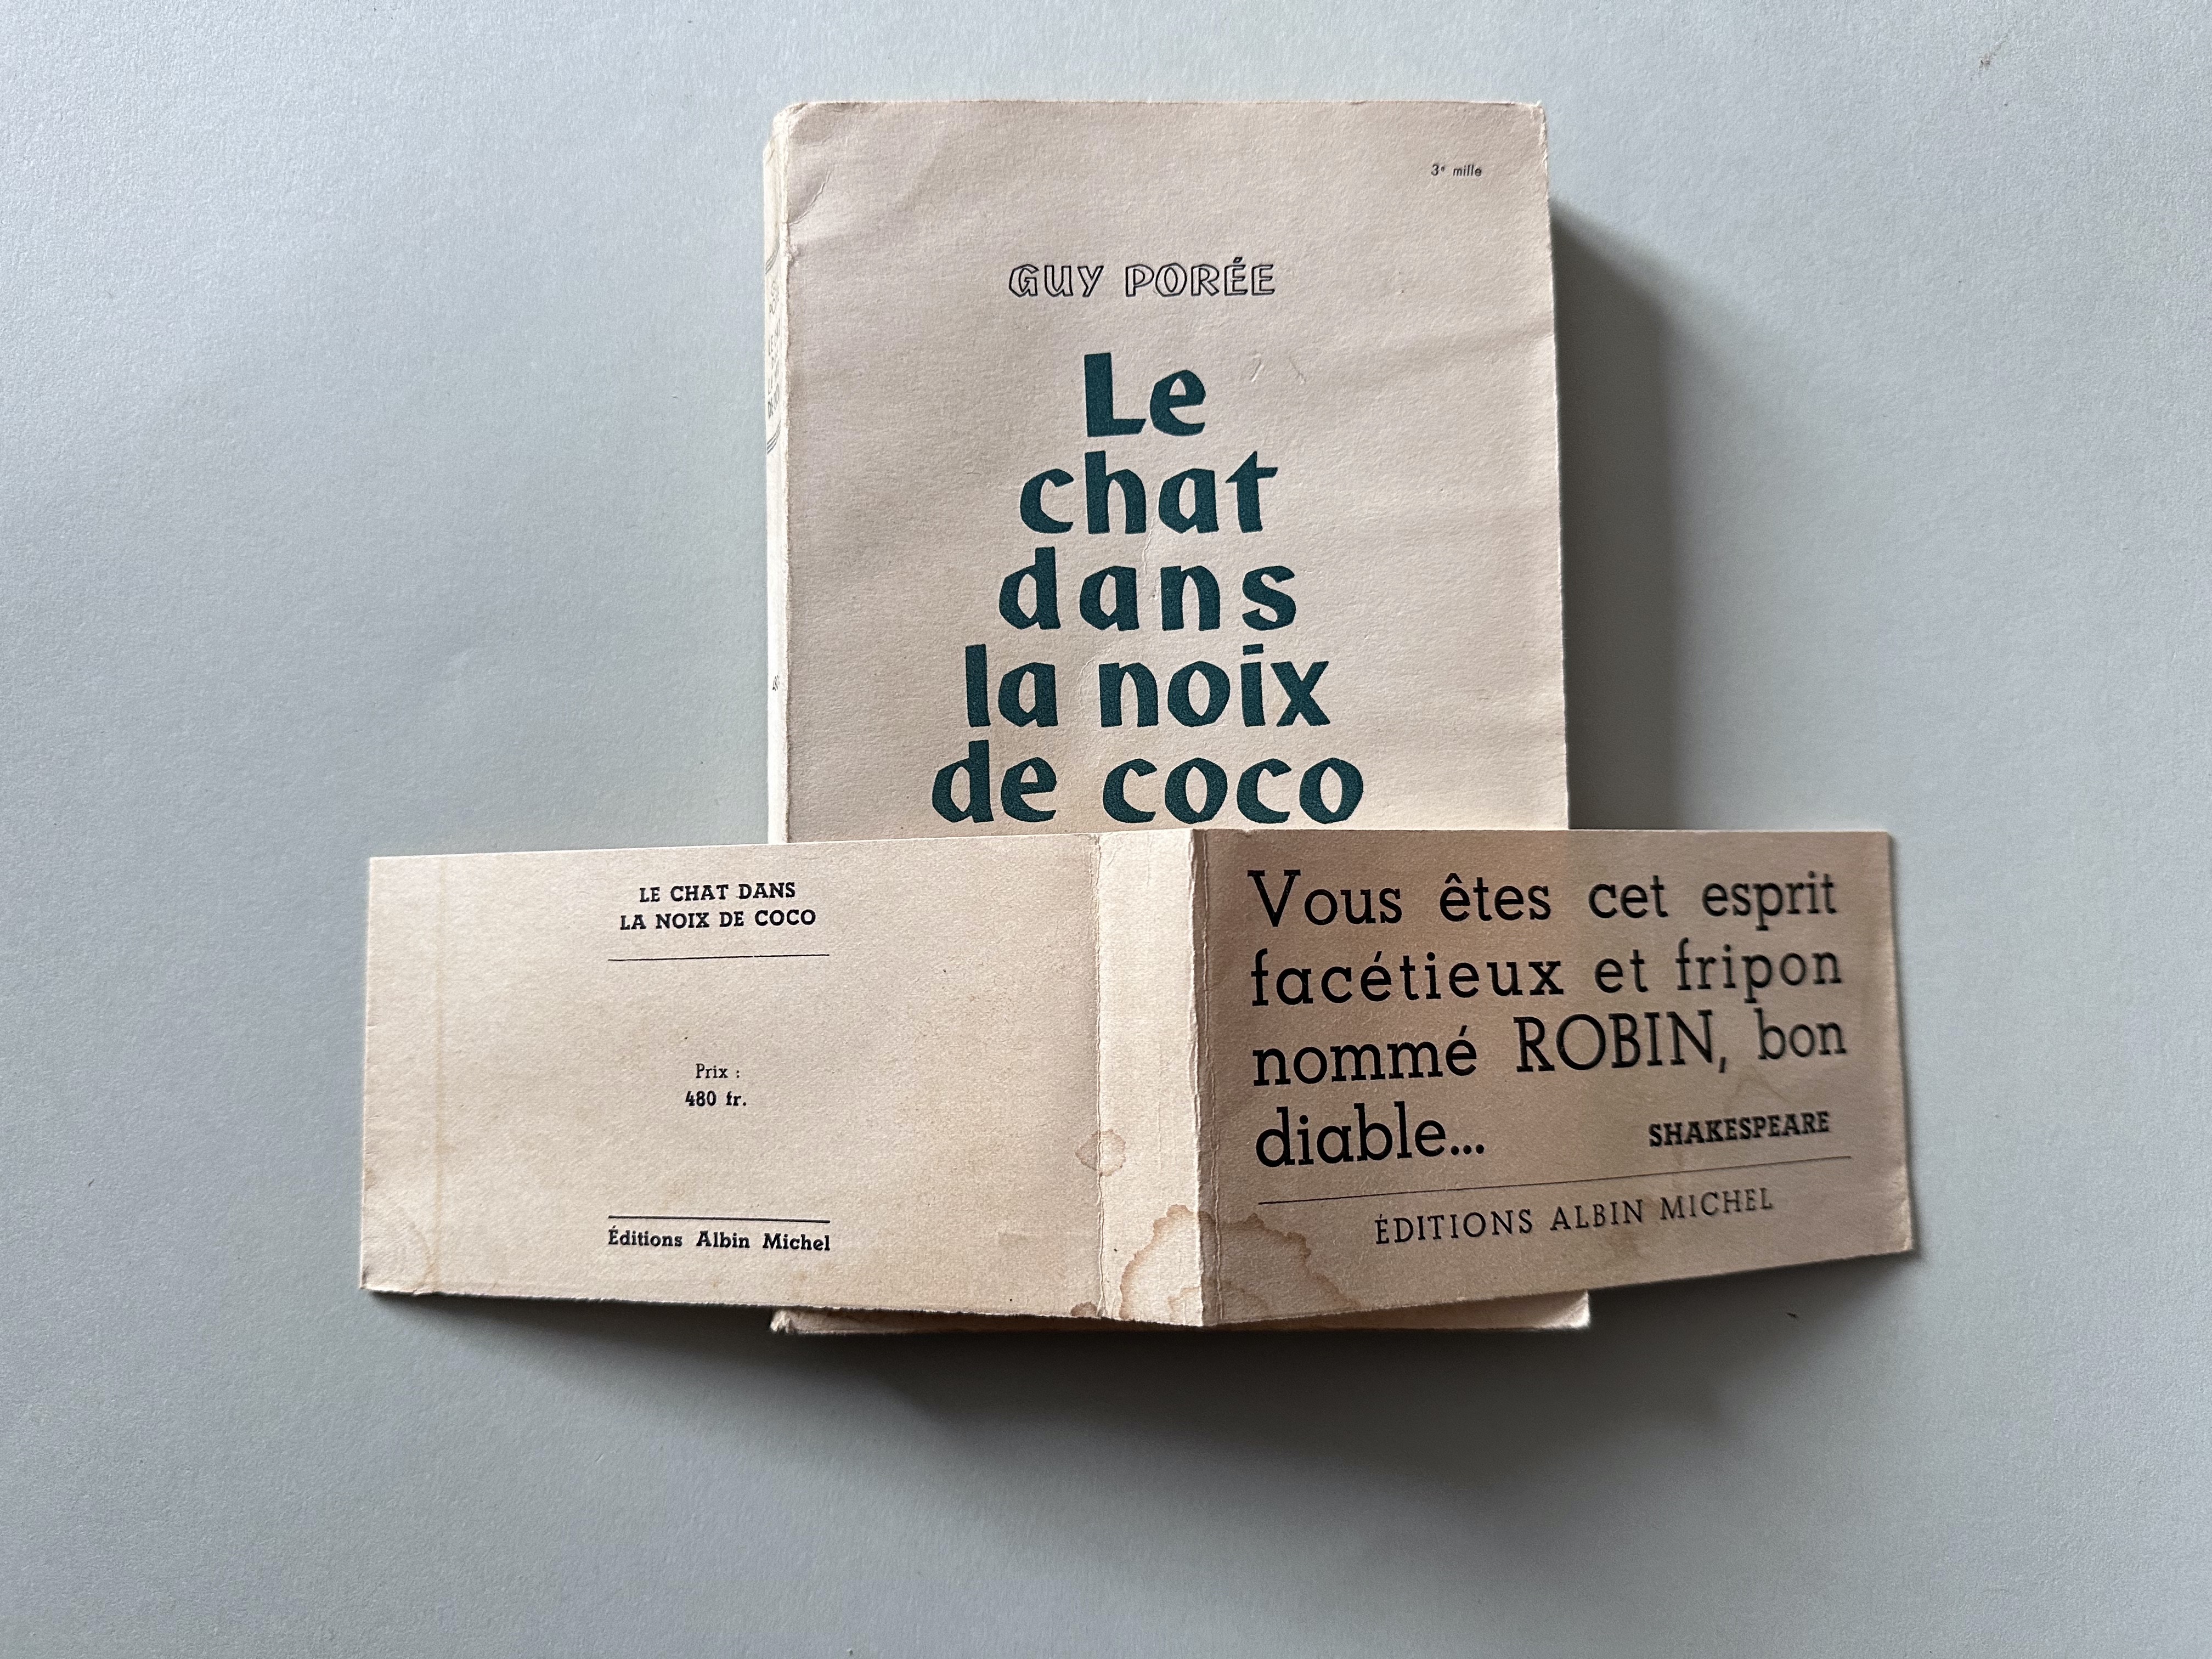 3e mille
GUY PORÉE
Le
chat
dans
la noix
de coco
LE CHAT DANS
LA NOIX DE COCO
Prix :
480 fr.
Éditions Albin Michel
Vous êtes cet esprit
facétieux et fripon
nommé ROBIN, bon
diable...
SHAKESPEARE
ÉDITIONS ALBIN MICHEL